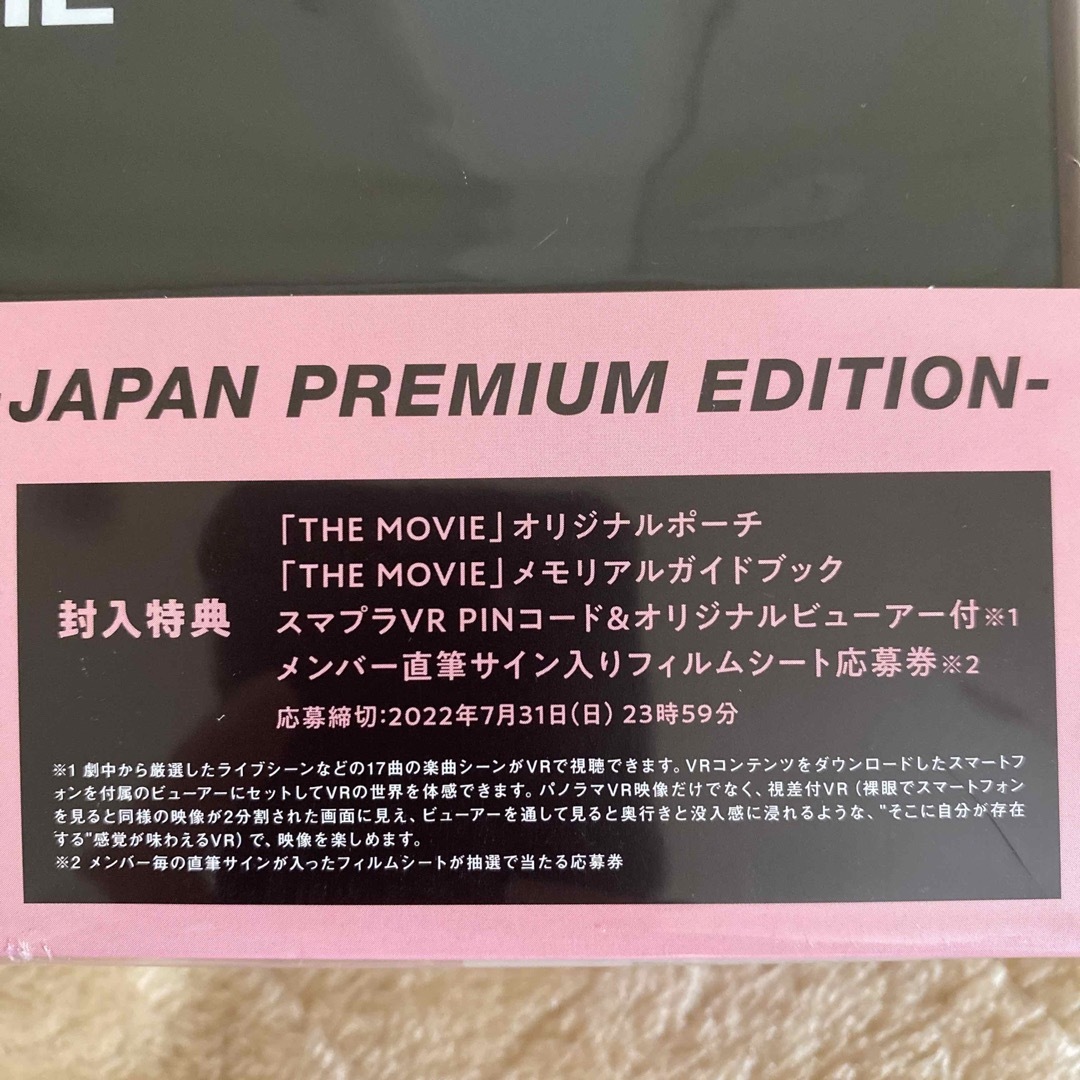 -JAPAN PREMIUM EDITION-
封入特典
「THE MOVIE」オリジナルポーチ
「THE MOVIE」メモリアルガイドブック
スマプラVR PINコード&オリジナルビューアー付※1
メンバー直筆サイン入りフィルムシート応募券※2
応募締切:2022年7月31日(日) 23時59分
※1 劇中から厳選したライブシーンなどの17曲の楽曲シーンがVRで視聴できます。VRコンテンツをダウンロードしたスマートフ
ォンを付属のビューアーにセットしてVRの世界を体感できます。パノラマVR映像だけでなく、視差付VR(裸眼でスマートフォン
を見ると同様の映像が2分割された画面に見え、ビューアーを通して見ると奥行きと没入感に浸れるような、"そこに自分が存在
する"感覚が味わえるVR)で、映像を楽しめます。
※2 メンバー毎の直筆サインが入ったフィルムシートが抽選で当たる応募券